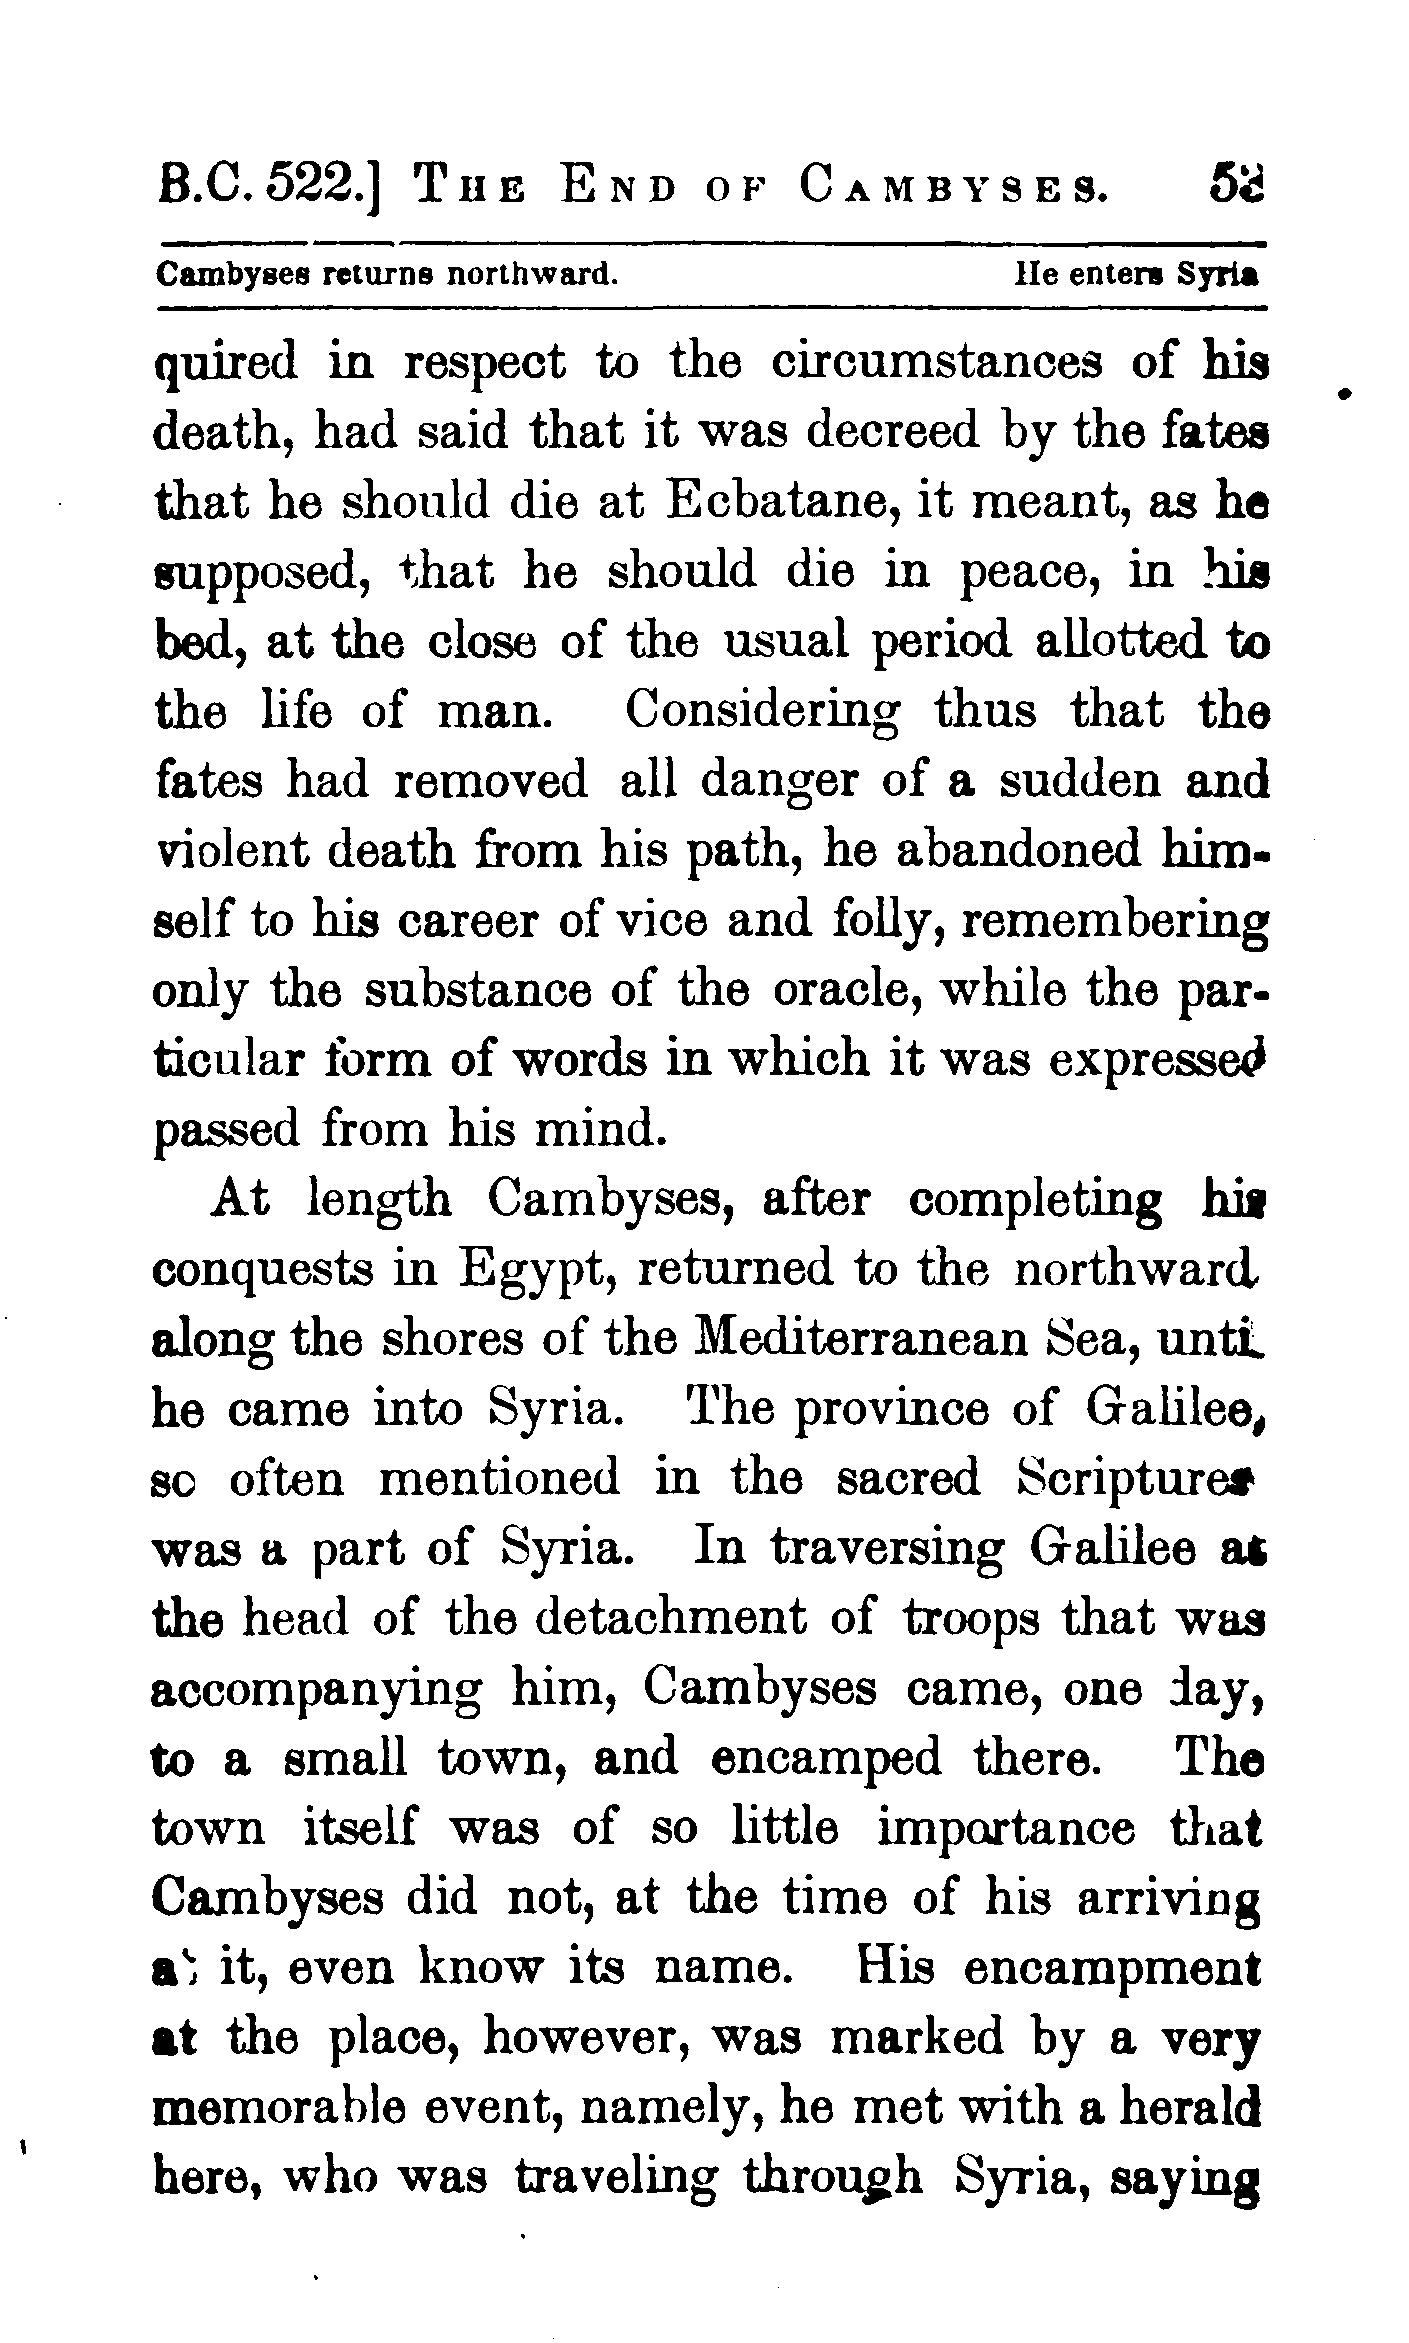 B.C. 522.] THE END OF CAMBYSES. 53
Cambyses returns northward. He enters Syria
quired in respect to the circumstances of his
death, had said that it was decreed by the fates
that he should die at Ecbatane, it meant, as he
supposed, that he should die in peace, in his
bed, at the close of the usual period allotted to
the life of man. Considering thus that the
fates had removed all danger of a sudden and
violent death from his path, he abandoned him-
self to his career of vice and folly, remembering
only the substance of the oracle, while the par-
ticular form of words in which it was expressed
passed from his mind.
At length Cambyses, after completing his
conquests in Egypt, returned to the northward
along the shores of the Mediterranean Sea, until
he came into Syria. The province of Galilee,
so often mentioned in the sacred Scriptures
was a part of Syria. In traversing Galilee at
the head of the detachment of troops that was
accompanying him, Cambyses came, one day,
to a small town, and encamped there. The
town itself was of so little importance that
Cambyses did not, at the time of his arriving
at it, even know its name. His encampment
at the place, however, was marked by a very
memorable event, namely, he met with a herald
here, who was traveling through Syria, saying